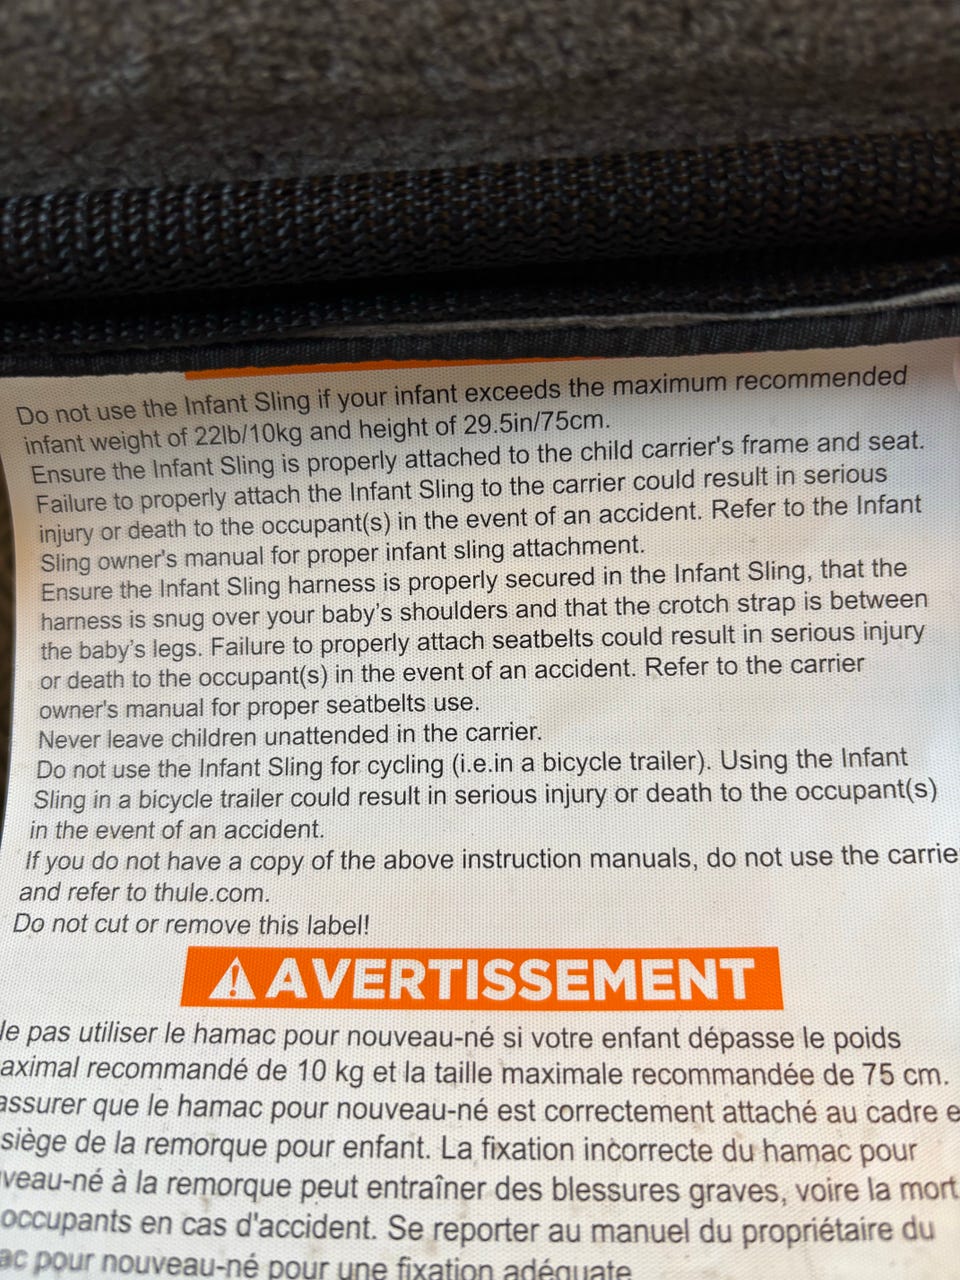 Do not use the Infant Sling if your infant exceeds the maximum recommended
infant weight of 22lb/10kg and height of 29.5in/75cm.
Ensure the Infant Sling is properly attached to the child carrier's frame and seat.
Failure to properly attach the Infant Sling to the carrier could result in serious
injury or death to the occupant(s) in the event of an accident. Refer to the Infant
Sling owner's manual for proper infant sling attachment.
Ensure the Infant Sling harness is properly secured in the Infant Sling, that the
harness is snug over your baby's shoulders and that the crotch strap is between
the baby's legs. Failure to properly attach seatbelts could result in serious injury
or death to the occupant(s) in the event of an accident. Refer to the carrier
owner's manual for proper seatbelts use.
Never leave children unattended in the carrier.
Do not use the Infant Sling for cycling (i.e.in a bicycle trailer). Using the Infant
Sling in a bicycle trailer could result in serious injury or death to the occupant(s)
in the event of an accident.
If you do not have a copy of the above instruction manuals, do not use the carrie
and refer to thule.com.
Do not cut or remove this label!
AVERTISSEMENT
pas utiliser le hamac pour nouveau-né si votre enfant dépasse le poids
aximal recommandé de 10 kg et la taille maximale recommandée de 75 cm.
assurer que le hamac pour nouveau-né est correctement attaché au cadre e
siège de la remorque pour enfant. La fixation incorrecte du hamac pour
veau-né à la remorque peut entraîner des blessures graves, voire la mort
occupants en cas d'accident. Se reporter au manuel du propriétaire du
ac pour nouveau-né pour une fixation adéquate